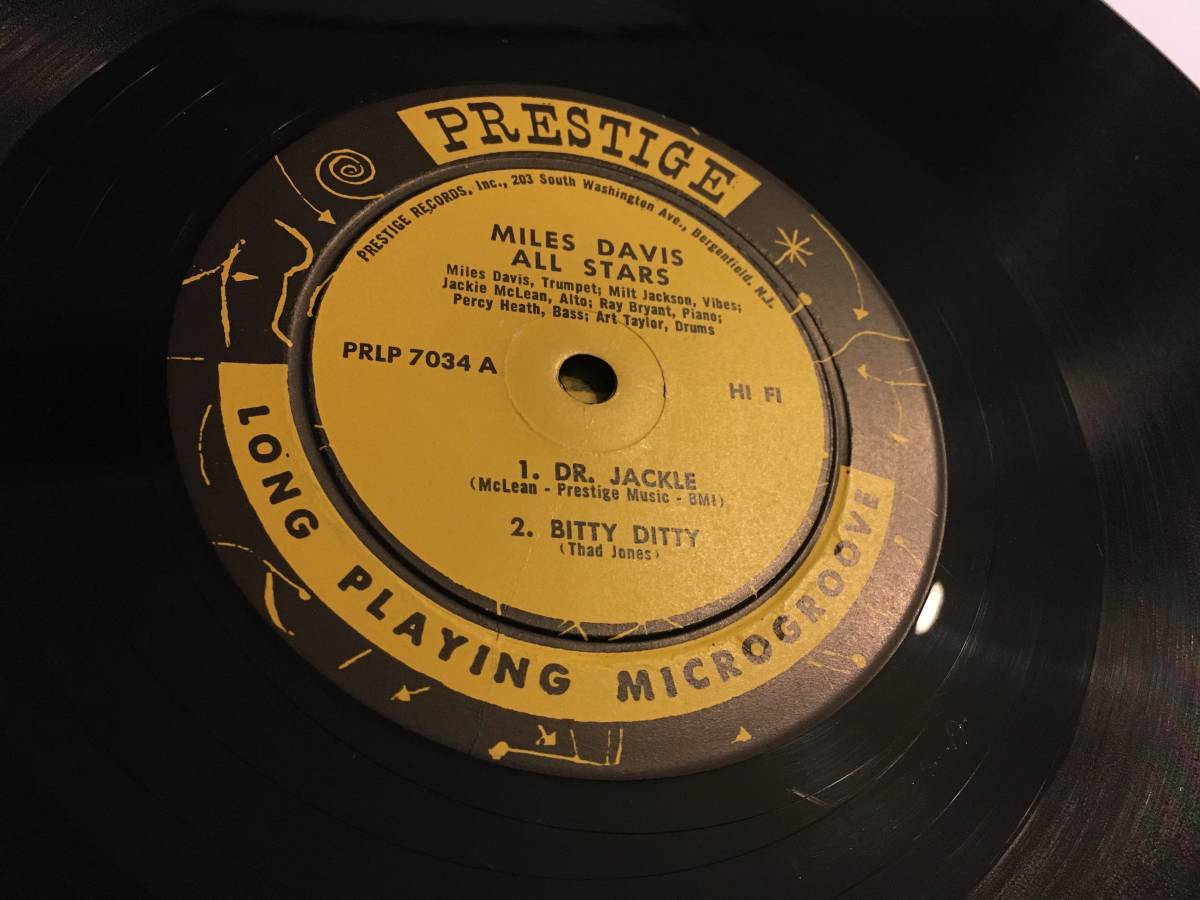 PRESTIGE
PRESTIGE RECORDS, Inc., 203 South Washington Ave., Bergenfield, N.J.
MILES DAVIS
ALL STARS
Miles Davis, Trumpet; Milt Jackson, Vibes;
Jackie McLean, Alto; Ray Bryant, Piano;
Percy Heath, Bass; Art Taylor, Drums
PRLP 7034 A
HI FI
1. DR. JACKLE
(McLean - Prestige Music - BMI)
2. BITTY DITTY
(Thad Jones)
LONG PLAYING MICROGROOVE